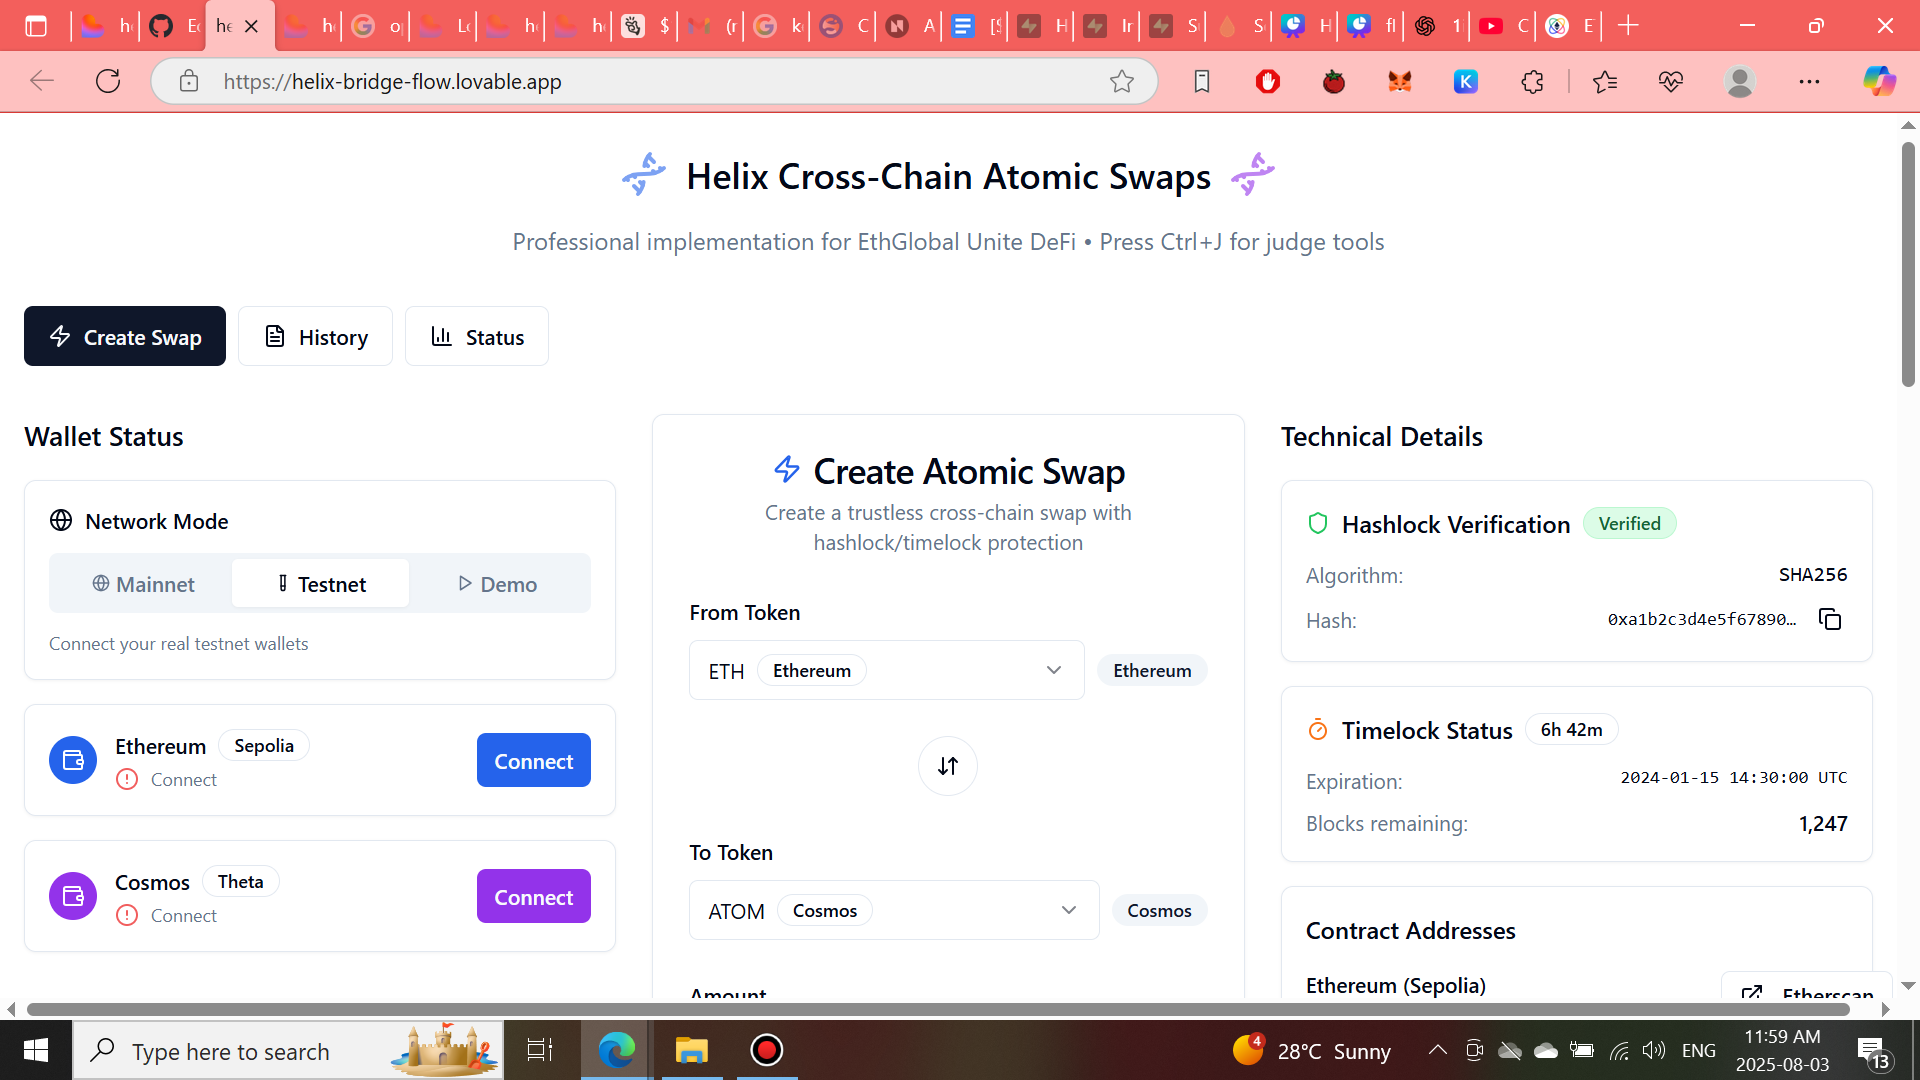 https://helix-bridge-flow.lovable.app
Helix Cross-Chain Atomic Swaps
Professional implementation for EthGlobal Unite DeFi • Press Ctrl+J for judge tools
Create Swap
History
Status
Wallet Status
Network Mode
Mainnet
Testnet
Demo
Connect your real testnet wallets
Ethereum Sepolia
Connect
Connect
Cosmos Theta
Connect
Connect
Create Atomic Swap
Create a trustless cross-chain swap with
hashlock/timelock protection
From Token
ETH Ethereum
Ethereum
To Token
ATOM Cosmos
Cosmos
Amount
Technical Details
Hashlock Verification Verified
Algorithm: SHA256
Hash: 0xa1b2c3d4e5f67890…
Timelock Status 6h 42m
Expiration: 2024-01-15 14:30:00 UTC
Blocks remaining: 1,247
Contract Addresses
Ethereum (Sepolia)
Etherscan
Type here to search
4
28°C Sunny
ENG
11:59 AM
2025-08-03
13